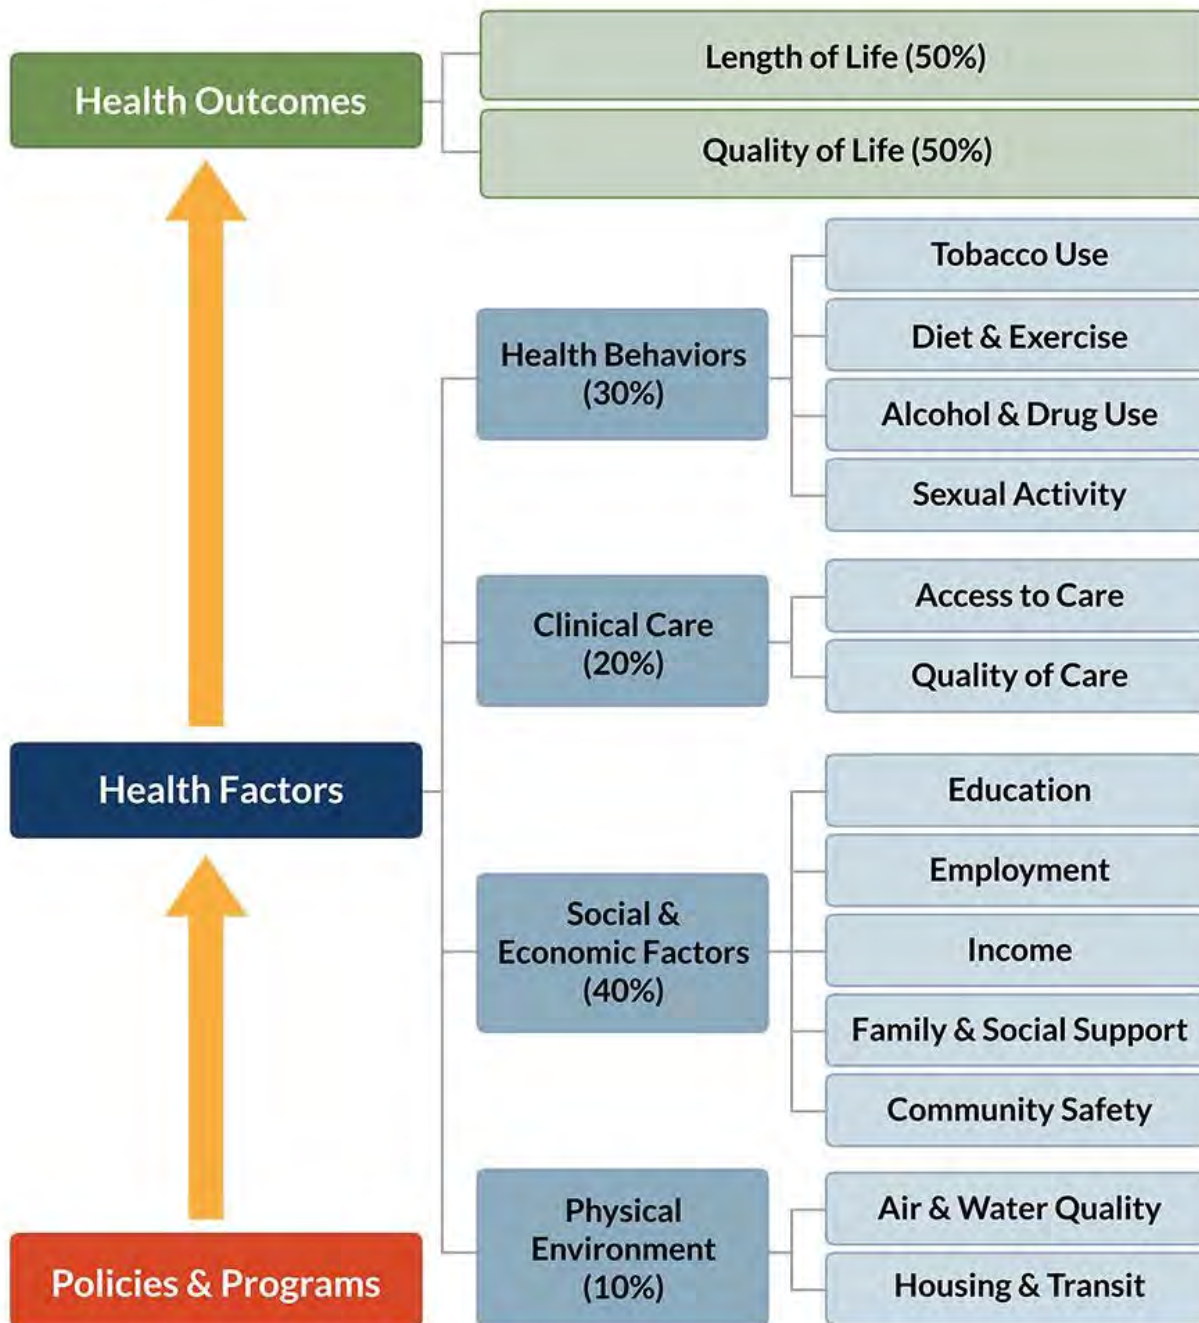 Health Outcomes
Length of Life (50%)
Quality of Life (50%)
Health Factors
Health Behaviors
(30%)
Tobacco Use
Diet & Exercise
Alcohol & Drug Use
Sexual Activity
Clinical Care
(20%)
Access to Care
Quality of Care
Social &
Economic Factors
(40%)
Education
Employment
Income
Family & Social Support
Community Safety
Physical
Environment
(10%)
Air & Water Quality
Housing & Transit
Policies & Programs